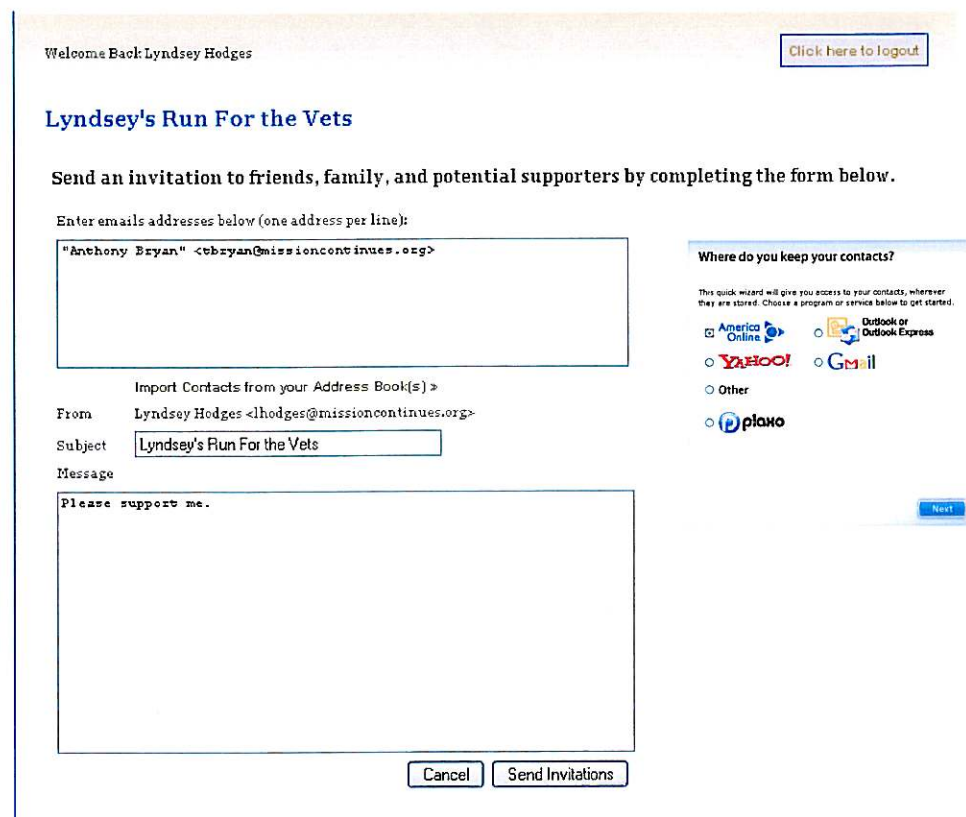 Welcome Back Lyndsey Hodges
Click here to logout
Lyndsey's Run For the Vets
Send an invitation to friends, family, and potential supporters by completing the form below.
Enter emails addresses below (one address per line):
"Anthony Bryan" <tbryan@missioncontinues.org>
Import Contacts from your Address Book(s) »
From Lyndsey Hodges <lhodges@missioncontinues.org>
Subject Lyndsey's Run For the Vets
Message
Please support me.
Cancel Send Invitations
Where do you keep your contacts?
This quick wizard will give you access to your contacts, wherever
they are stored. Choose a program or service below to get started.
America Online
Outlook or
Outlook Express
YAHOO! GMail
Other
plaxo
Next